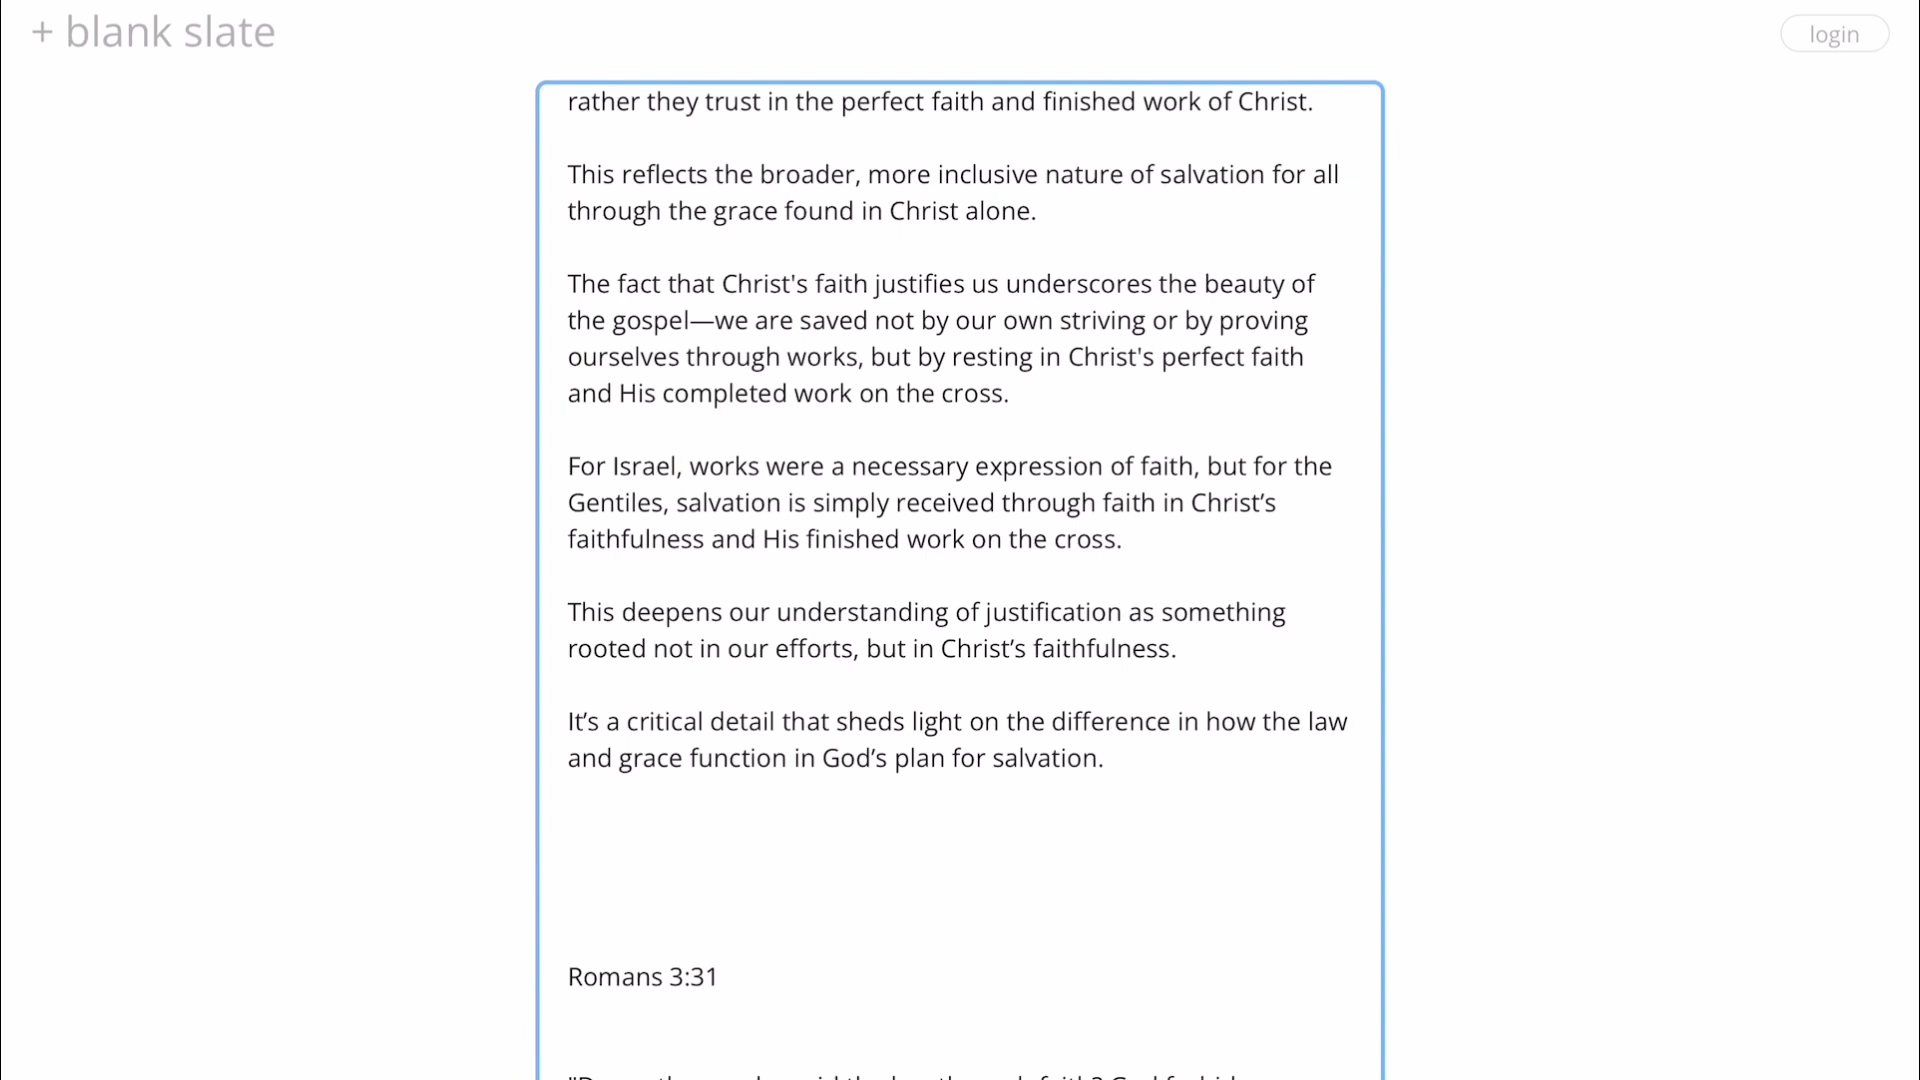 + blank slate
login
rather they trust in the perfect faith and finished work of Christ.
This reflects the broader, more inclusive nature of salvation for all
through the grace found in Christ alone.
The fact that Christ's faith justifies us underscores the beauty of
the gospel—we are saved not by our own striving or by proving
ourselves through works, but by resting in Christ's perfect faith
and His completed work on the cross.
For Israel, works were a necessary expression of faith, but for the
Gentiles, salvation is simply received through faith in Christ’s
faithfulness and His finished work on the cross.
This deepens our understanding of justification as something
rooted not in our efforts, but in Christ’s faithfulness.
It’s a critical detail that sheds light on the difference in how the law
and grace function in God’s plan for salvation.
Romans 3:31